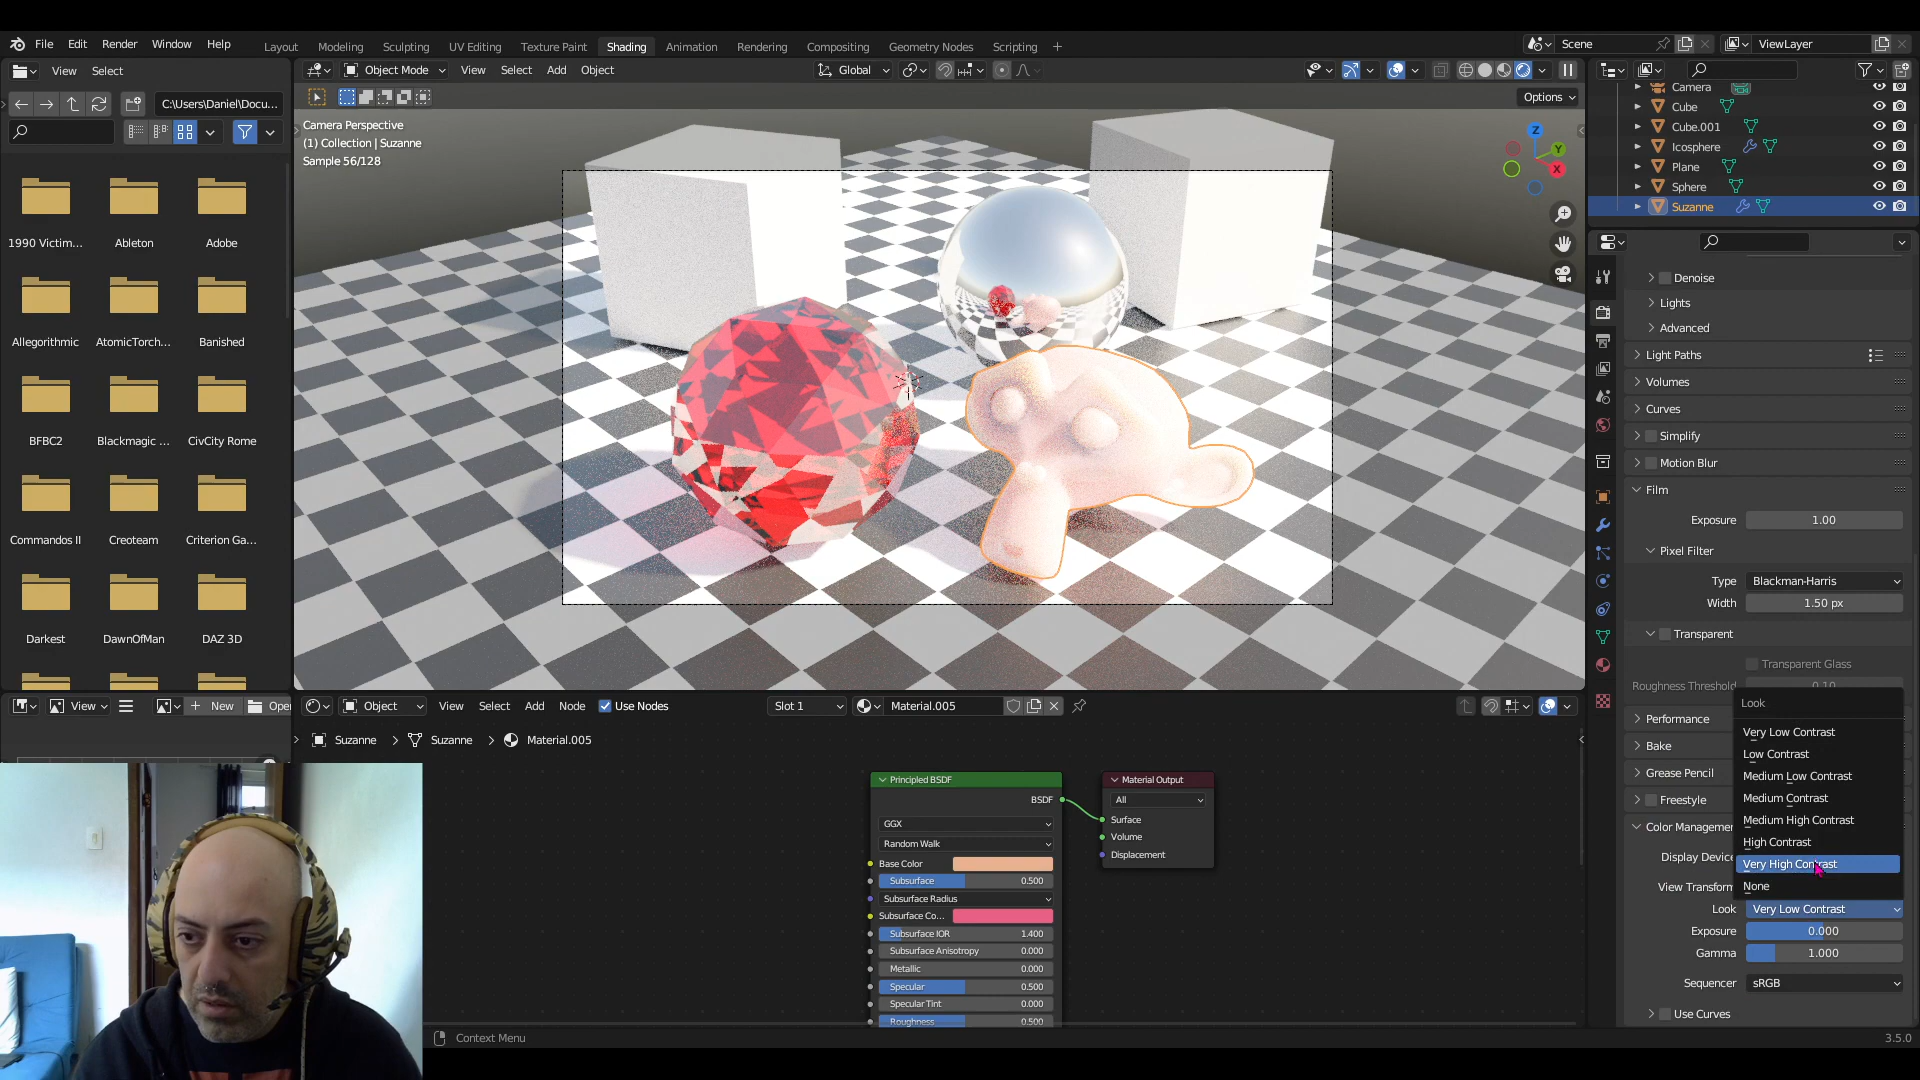 File Edit Render Window Help
Layout Modeling Sculpting UV Editing Texture Paint Shading Animation Rendering Compositing Geometry Nodes Scripting
Scene
ViewLayer
View Select
Object Mode View Select Add Object
Global
C:\Users\Daniel\Docu...
Options
Camera Perspective
(1) Collection | Suzanne
Sample 56/128
Z
Y
X
1990 Victim... Ableton Adobe
Allegorithmic AtomicTorch... Banished
BFBC2 Blackmagic ... CivCity Rome
Commandos II Creoteam Criterion Ga...
Darkest DawnOfMan DAZ 3D
Camera
Cube
Cube.001
Icosphere
Plane
Sphere
Suzanne
Denoise
Lights
Advanced
Light Paths
Volumes
Curves
Simplify
Motion Blur
Film
Exposure 1.00
Pixel Filter
Type Blackman-Harris
Width 1.50 px
Transparent
Transparent Glass
Roughness Threshold 0.10
Performance
Bake
Grease Pencil
Freestyle
Color Managemen
Display Device
View Transform
Look
Very Low Contrast
Low Contrast
Medium Low Contrast
Medium Contrast
Medium High Contrast
High Contrast
Very High Contrast
None
Look Very Low Contrast
Exposure 0.000
Gamma 1.000
Sequencer sRGB
Use Curves
View New Open
Object View Select Add Node Use Nodes
Slot 1
Material.005
Suzanne > Suzanne > Material.005
Principled BSDF
BSDF
GGX
Random Walk
Base Color
Subsurface 0.500
Subsurface Radius
Subsurface Co...
Subsurface IOR 1.400
Subsurface Anisotropy 0.000
Metallic 0.000
Specular 0.500
Specular Tint 0.000
Roughness 0.500
Material Output
All
Surface
Volume
Displacement
Context Menu
3.5.0